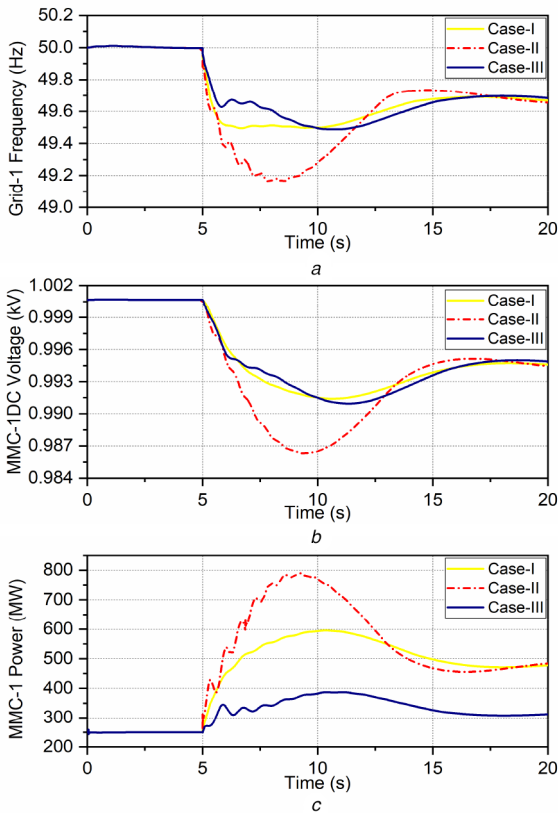 50.0
49.8
49.6
49.4
49.2
49.0
Grid-1 Frequency (Hz)
Case-I
Case-II
Case-III
0
5
10
15
20
Time (s)
a
1.002
0.999
0.996
0.993
0.990
0.987
0.984
MMC-1DC Voltage (kV)
Case-I
Case-II
Case-III
0
5
10
15
20
Time (s)
b
800
700
600
500
400
300
200
MMC-1 Power (MW)
Case-I
Case-II
Case-III
0
5
10
15
20
Time (s)
c